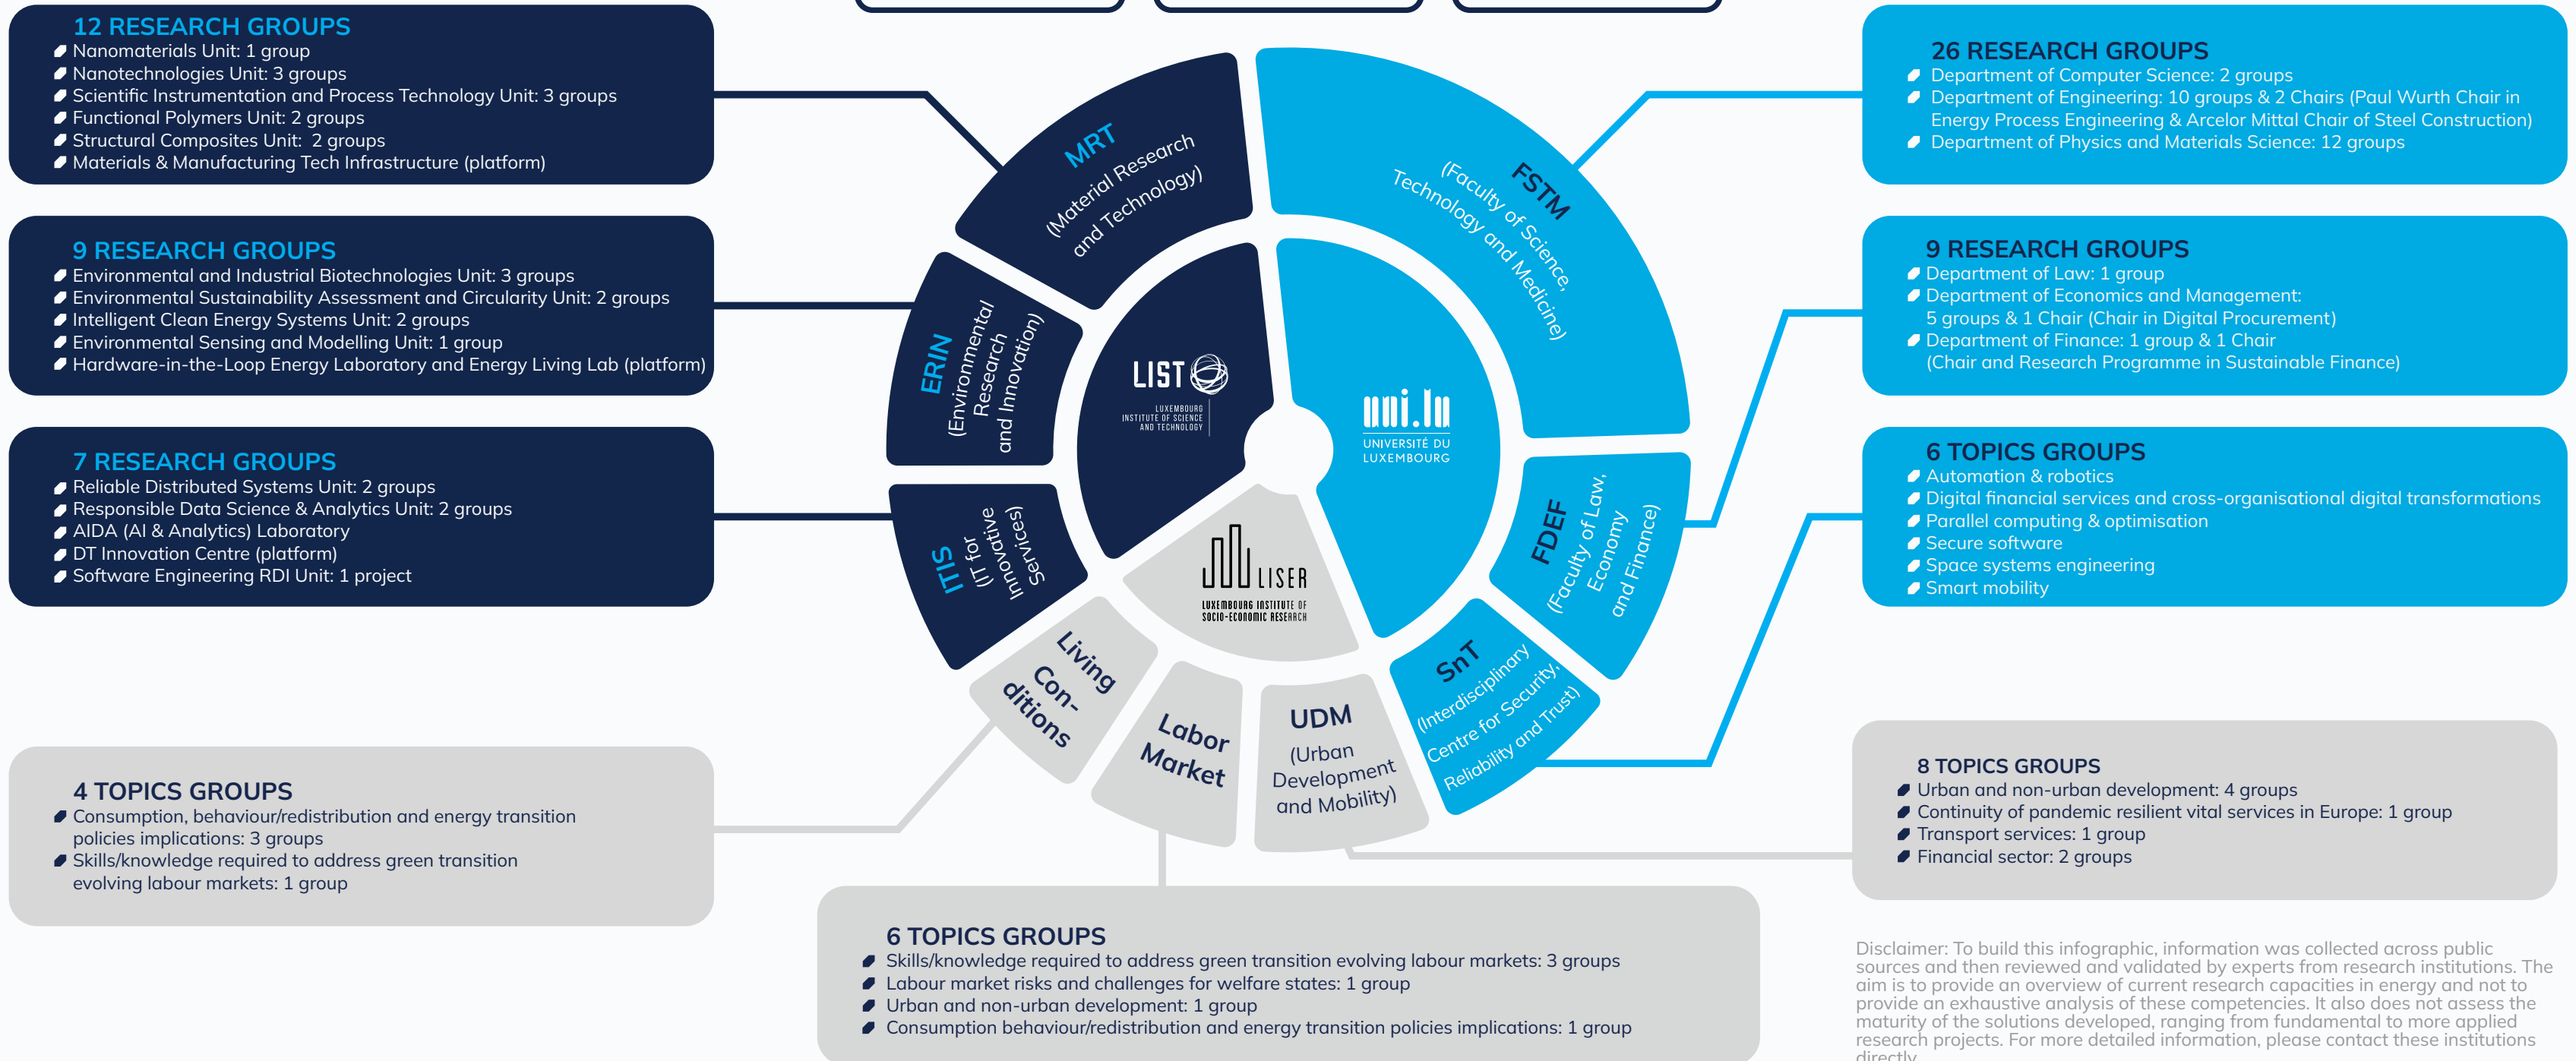 12 RESEARCH GROUPS
Nanomaterials Unit: 1 group
Nanotechnologies Unit: 3 groups
Scientific Instrumentation and Process Technology Unit: 3 groups
Functional Polymers Unit: 2 groups
Structural Composites Unit:  2 groups
Materials & Manufacturing Tech Infrastructure (platform)
9 RESEARCH GROUPS
Environmental and Industrial Biotechnologies Unit: 3 groups
Environmental Sustainability Assessment and Circularity Unit: 2 groups
Intelligent Clean Energy Systems Unit: 2 groups
Environmental Sensing and Modelling Unit: 1 group
Hardware-in-the-Loop Energy Laboratory and Energy Living Lab (platform)
7 RESEARCH GROUPS
Reliable Distributed Systems Unit: 2 groups
Responsible Data Science & Analytics Unit: 2 groups
AIDA (AI & Analytics) Laboratory
DT Innovation Centre (platform)
Software Engineering RDI Unit: 1 project
4 TOPICS GROUPS
Consumption, behaviour/redistribution and energy transition
policies implications: 3 groups
Skills/knowledge required to address green transition
evolving labour markets: 1 group
MRT
(Material Research
and Technology)
ERIN
(Environmental
Research
and Innovation)
ITIS
(IT for
Innovative
Services)
LIST
LUXEMBOURG
INSTITUTE OF SCIENCE
AND TECHNOLOGY
uni.lu
UNIVERSITÉ DU
LUXEMBOURG
LISER
LUXEMBOURG INSTITUTE OF
SOCIO-ECONOMIC RESEARCH
FSTM
(Faculty of Science,
Technology and Medicine)
FDEF
(Faculty of Law,
Economy
and Finance)
SnT
(Interdisciplinary
Centre for Security,
Reliability and Trust)
UDM
(Urban
Development
and Mobility)
Labor
Market
Living
Con-
ditions
6 TOPICS GROUPS
Skills/knowledge required to address green transition evolving labour markets: 3 groups
Labour market risks and challenges for welfare states: 1 group
Urban and non-urban development: 1 group
Consumption behaviour/redistribution and energy transition policies implications: 1 group
26 RESEARCH GROUPS
Department of Computer Science: 2 groups
Department of Engineering: 10 groups & 2 Chairs (Paul Wurth Chair in
Energy Process Engineering & Arcelor Mittal Chair of Steel Construction)
Department of Physics and Materials Science: 12 groups
9 RESEARCH GROUPS
Department of Law: 1 group
Department of Economics and Management:
5 groups & 1 Chair (Chair in Digital Procurement)
Department of Finance: 1 group & 1 Chair
(Chair and Research Programme in Sustainable Finance)
6 TOPICS GROUPS
Automation & robotics
Digital financial services and cross-organisational digital transformations
Parallel computing & optimisation
Secure software
Space systems engineering
Smart mobility
8 TOPICS GROUPS
Urban and non-urban development: 4 groups
Continuity of pandemic resilient vital services in Europe: 1 group
Transport services: 1 group
Financial sector: 2 groups
Disclaimer: To build this infographic, information was collected across public
sources and then reviewed and validated by experts from research institutions. The
aim is to provide an overview of current research capacities in energy and not to
provide an exhaustive analysis of these competencies. It also does not assess the
maturity of the solutions developed, ranging from fundamental to more applied
research projects. For more detailed information, please contact these institutions
directly